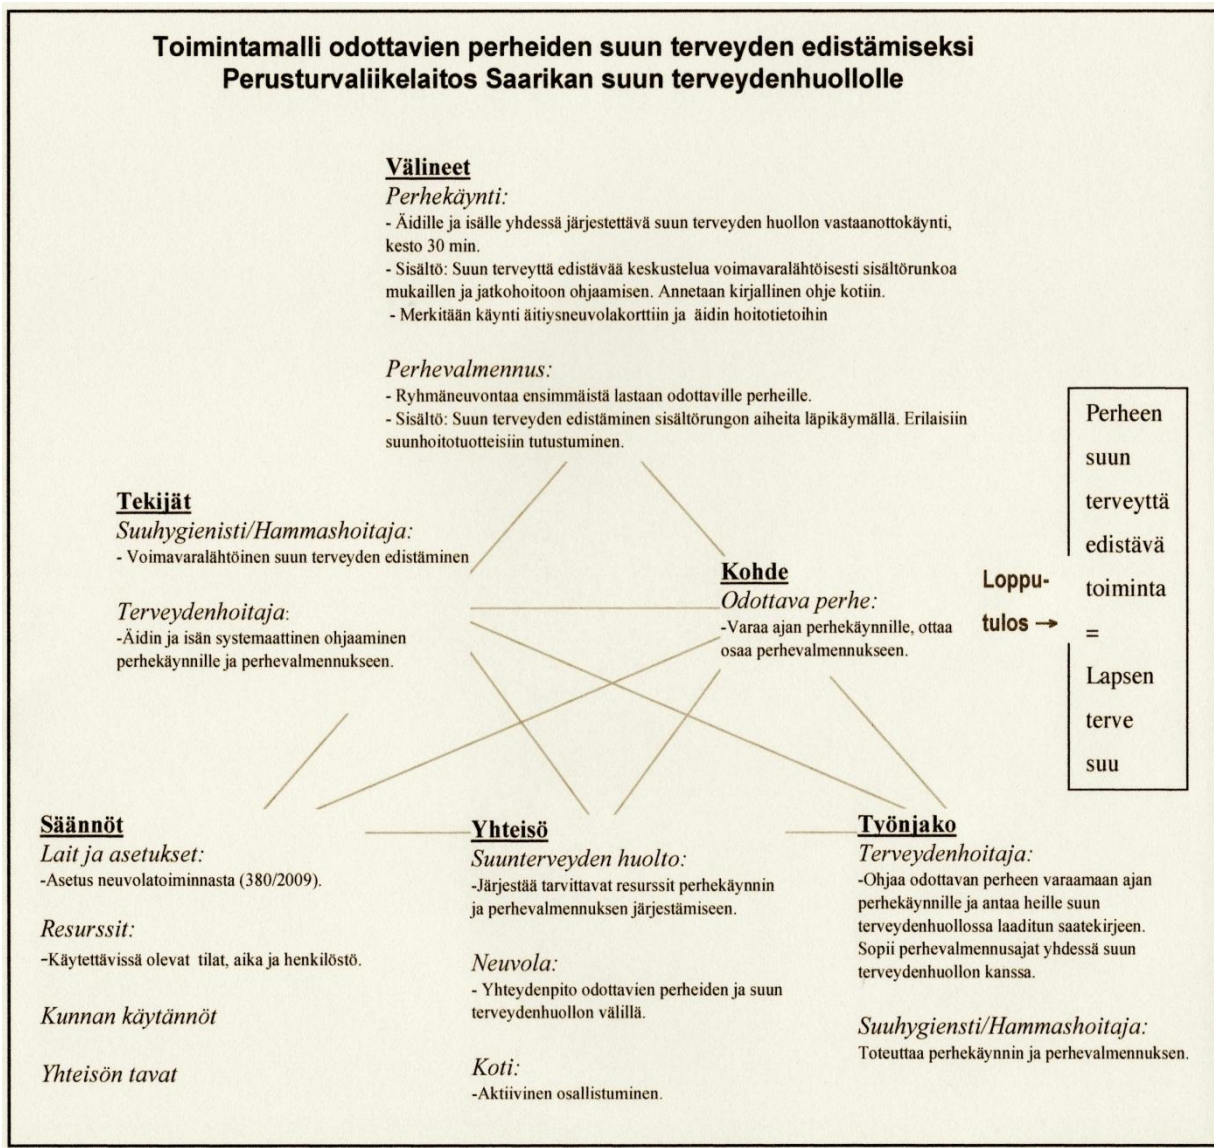 Toimintamalli odottavien perheiden suun terveyden edistämiseksi
Perusturvaliikelaitos Saarikan suun terveydenhuollolle
Välineet
Perhekäynti:
- Äidille ja isälle yhdessä järjestettävä suun terveyden huollon vastaanottokäynti,
kesto 30 min.
- Sisältö: Suun terveyttä edistävää keskustelua voimavaralähtöisesti sisältörunkoa
mukaillen ja jatkohoitoon ohjaamisen. Annetaan kirjallinen ohje kotiin.
- Merkitään käynti äitiysneuvolakorttiin ja äidin hoitotietoihin
Perhevalmennus:
- Ryhmäneuvontaa ensimmäistä lastaan odottaville perheille.
- Sisältö: Suun terveyden edistäminen sisältörungon aiheita läpikäymällä. Erilaisiin
suunhoitotuotteisiin tutustuminen.
Tekijät
Suuhygienisti/Hammashoitaja:
- Voimavaralähtöinen suun terveyden edistäminen
Terveydenhoitaja:
-Äidin ja isän systemaattinen ohjaaminen
perhekäynnille ja perhevalmennukseen.
Kohde
Odottava perhe:
-Varaa ajan perhekäynnille, ottaa
osaa perhevalmennukseen.
Loppu-
tulos →
Perheen
suun
terveyttä
edistävä
toiminta
=
Lapsen
terve
suu
Säännöt
Lait ja asetukset:
-Asetus neuvolatoiminnasta (380/2009).
Resurssit:
-Käytettävissä olevat tilat, aika ja henkilöstö.
Kunnan käytännöt
Yhteisön tavat
Yhteisö
Suunterveyden huolto:
-Järjestää tarvittavat resurssit perhekäynnin
ja perhevalmennuksen järjestämiseen.
Neuvola:
- Yhteydenpito odottavien perheiden ja suun
terveydenhuollon välillä.
Koti:
-Aktiivinen osallistuminen.
Työnjako
Terveydenhoitaja:
-Ohjaa odottavan perheen varaamaan ajan
perhekäynnille ja antaa heille suun
terveydenhuollossa laaditun saatekirjeen.
Sopii perhevalmennusajat yhdessä suun
terveydenhuollon kanssa.
Suuhygiensti/Hammashoitaja:
Toteuttaa perhekäynnin ja perhevalmennuksen.